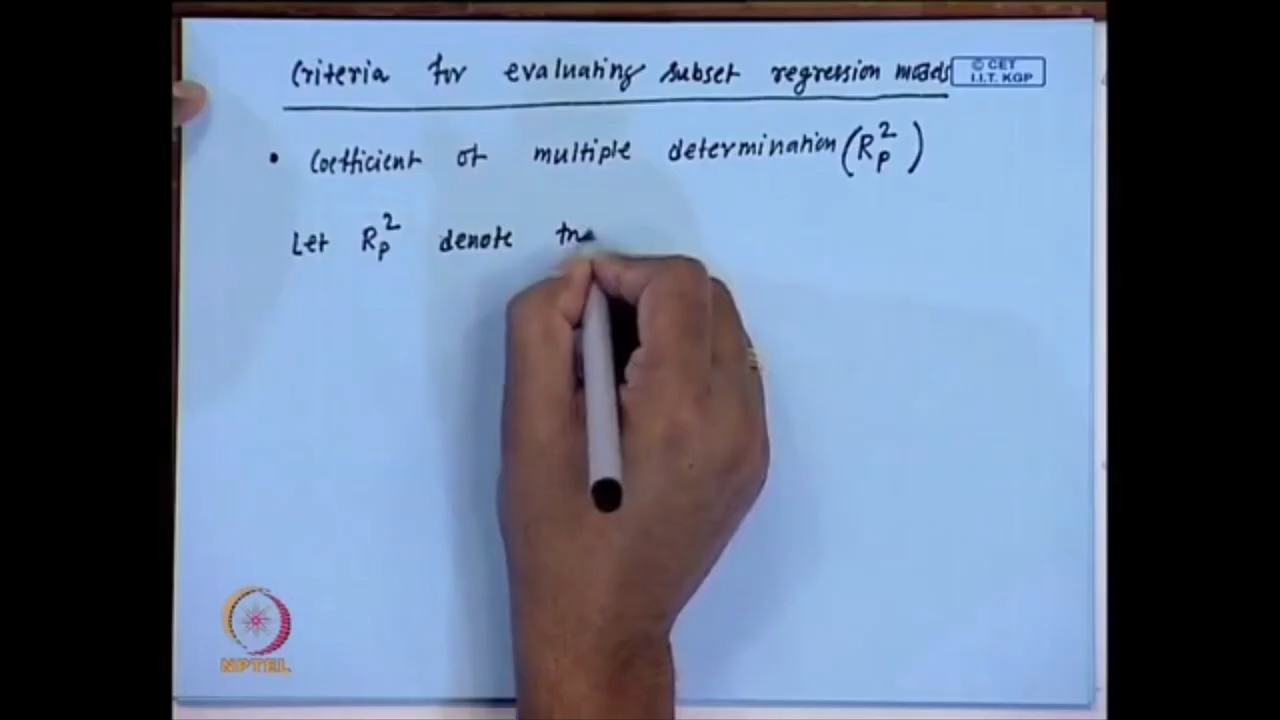 Criteria for evaluating subset regression models
© CET
I.I.T. KGP
• Coefficient of multiple determination (R_p^2)
Let R_p^2 denote the
NPTEL